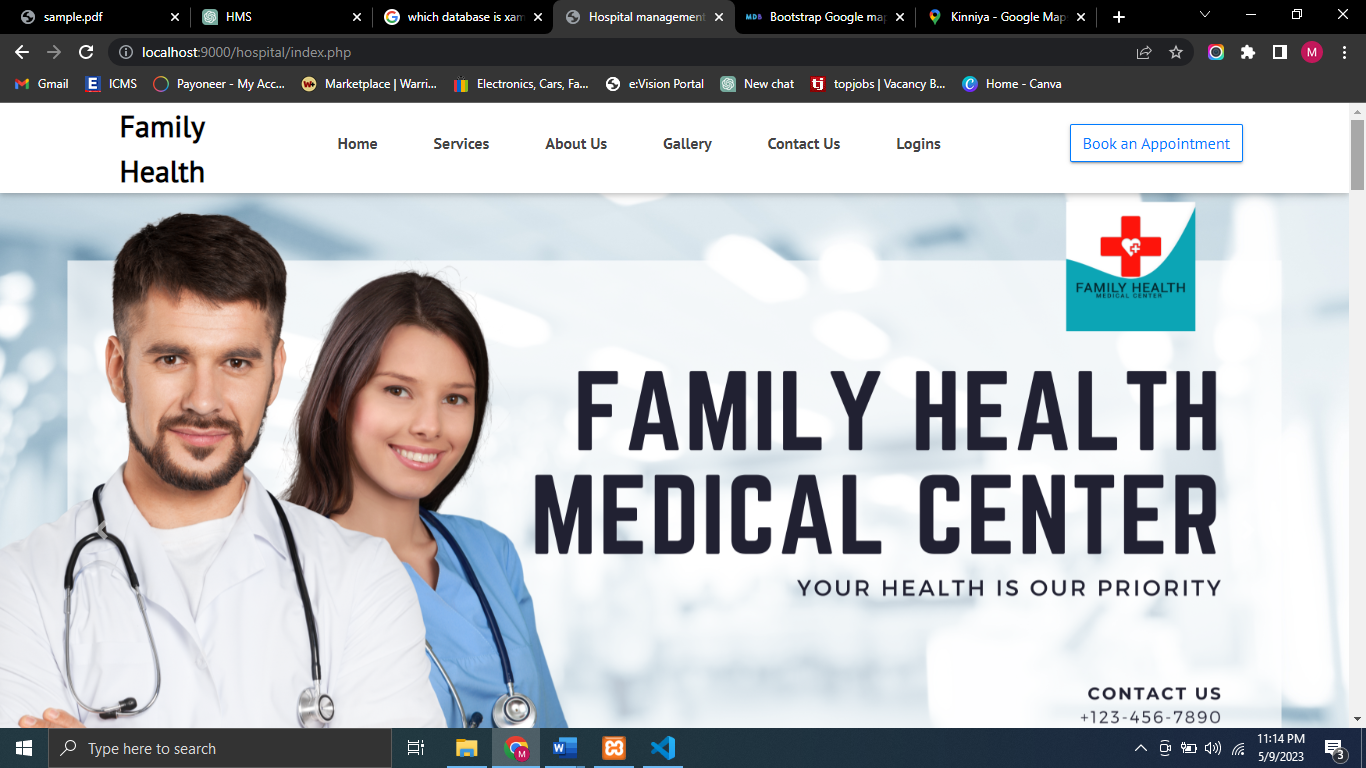 sample.pdf
HMS
which database is xam
Hospital management
Bootstrap Google map
Kinniya - Google Maps
localhost:9000/hospital/index.php
M
Gmail
ICMS
Payoneer - My Acc...
Marketplace | Warri...
Electronics, Cars, Fa...
e:Vision Portal
New chat
topjobs | Vacancy B...
Home - Canva
Family
Health
Home
Services
About Us
Gallery
Contact Us
Logins
Book an Appointment
FAMILY HEALTH
MEDICAL CENTER
FAMILY HEALTH
MEDICAL CENTER
YOUR HEALTH IS OUR PRIORITY
CONTACT US
+123-456-7890
Type here to search
11:14 PM
5/9/2023
3